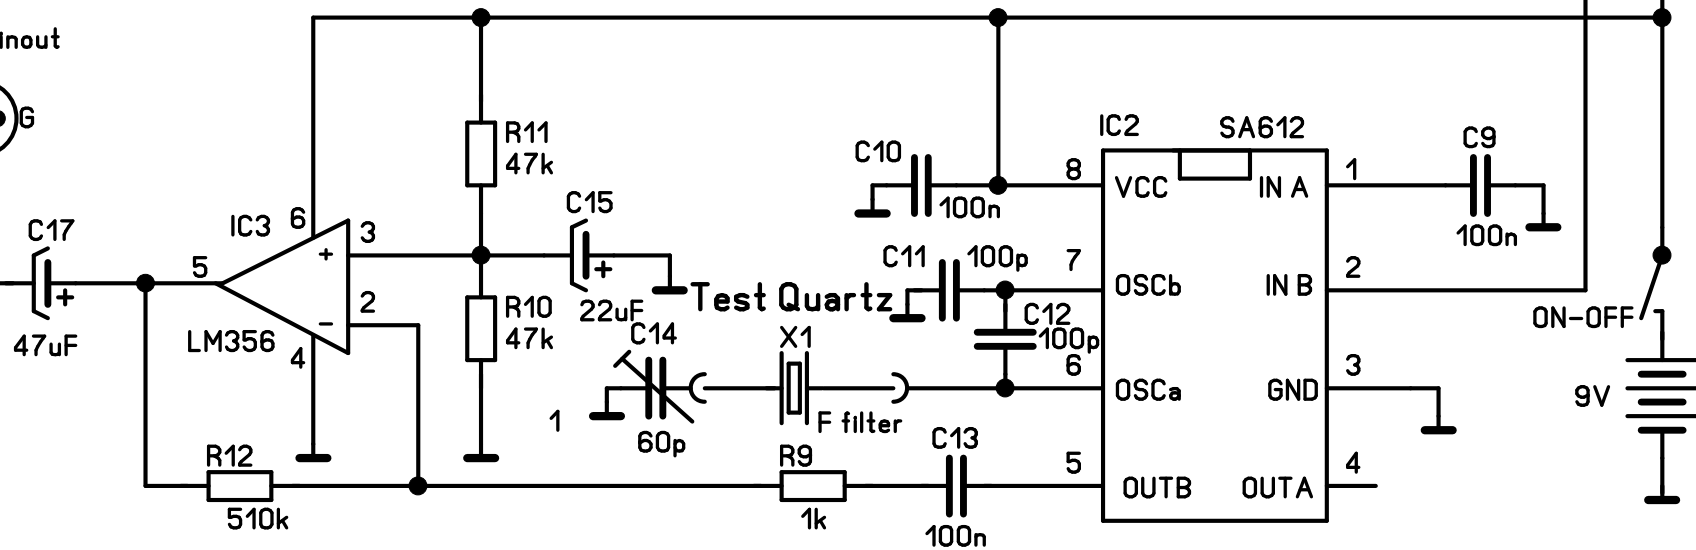 inout
G
R11
47k
C17
+
47uF
IC3
6
5
3
2
4
+
-
LM356
C15
+
22uF
R10
47k
R12
510k
Test Quartz
C14
60p
1
X1
F filter
R9
1k
C13
100n
C10
100n
C11
100p
C12
100p
IC2
SA612
8
VCC
IN A
1
7
OSCb
IN B
2
6
OSCa
GND
3
5
OUTB
OUTA
4
C9
100n
ON-OFF
9V